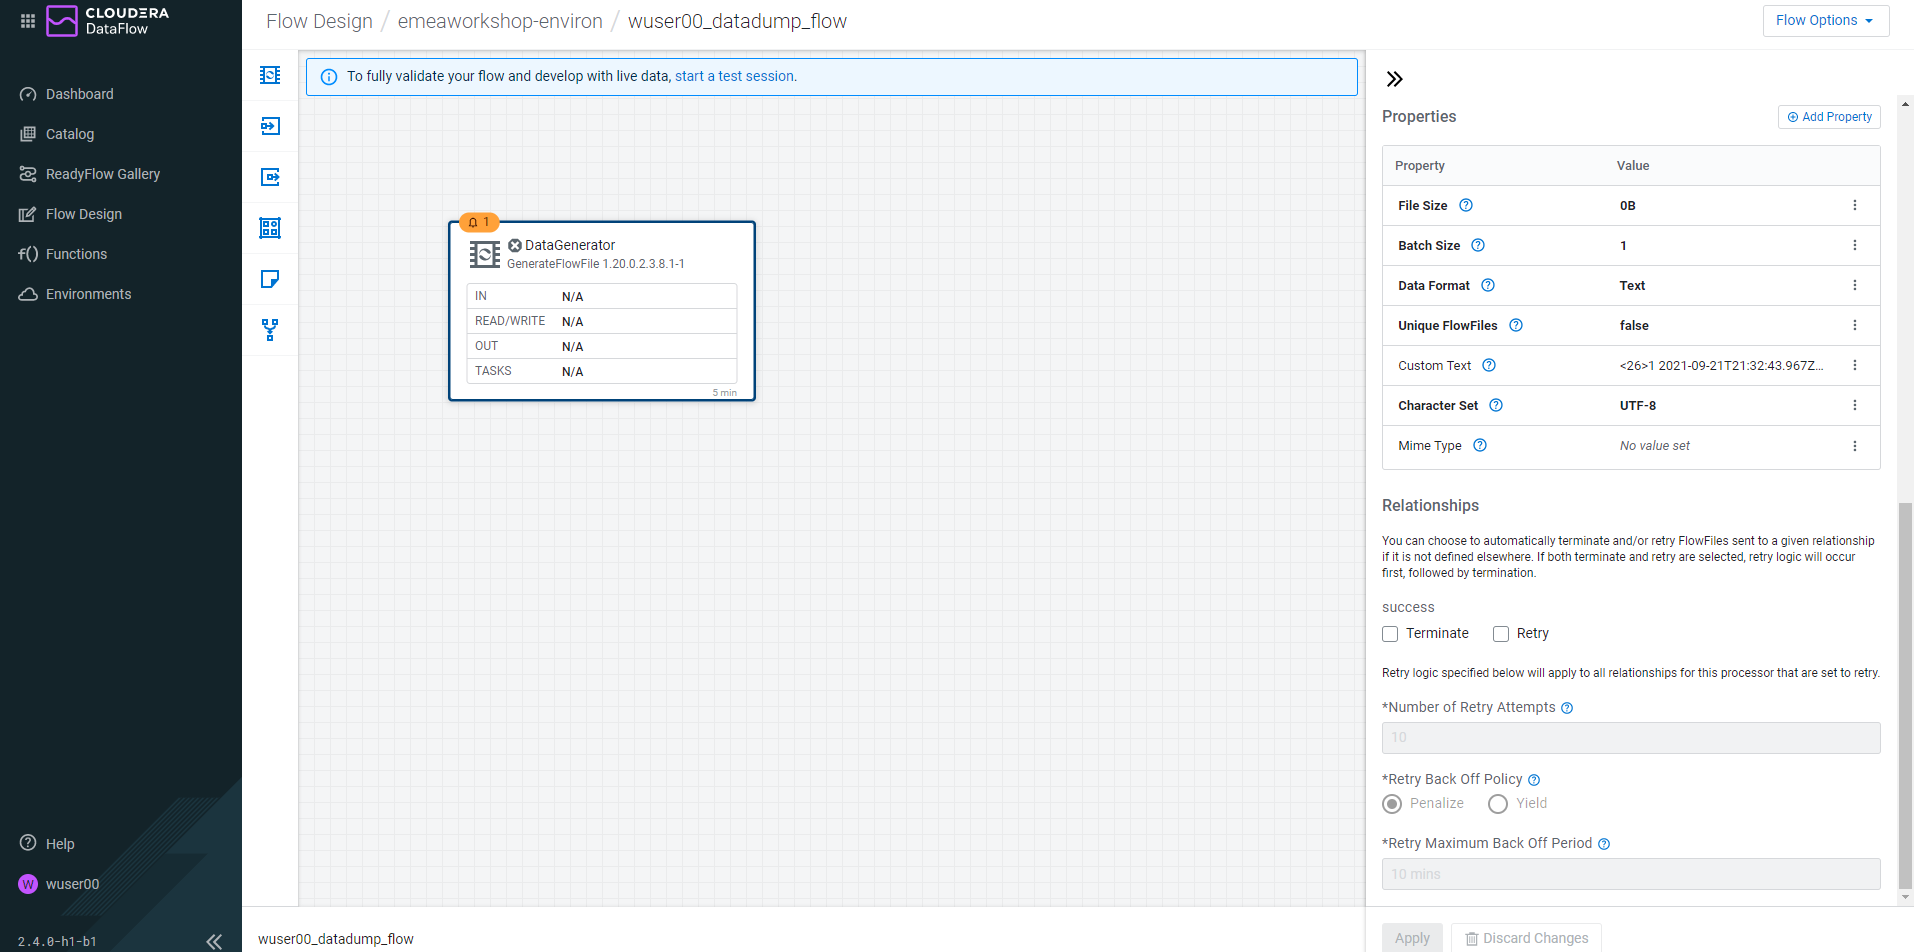 CLOUDERA
DataFlow
Dashboard
Catalog
ReadyFlow Gallery
Flow Design
Functions
Environments
Help
W wuser00
2.4.0-h1-b1
Flow Design / emeaworkshop-environ / wuser00_datadump_flow
Flow Options
To fully validate your flow and develop with live data, start a test session.
1
DataGenerator
GenerateFlowFile 1.20.0.2.3.8.1-1
IN N/A
READ/WRITE N/A
OUT N/A
TASKS N/A
5 min
wuser00_datadump_flow
Properties
Add Property
Property Value
File Size 0B
Batch Size 1
Data Format Text
Unique FlowFiles false
Custom Text <26>1 2021-09-21T21:32:43.967Z...
Character Set UTF-8
Mime Type No value set
Relationships
You can choose to automatically terminate and/or retry FlowFiles sent to a given relationship
if it is not defined elsewhere. If both terminate and retry are selected, retry logic will occur
first, followed by termination.
success
Terminate Retry
Retry logic specified below will apply to all relationships for this processor that are set to retry.
*Number of Retry Attempts
10
*Retry Back Off Policy
Penalize Yield
*Retry Maximum Back Off Period
10 mins
Apply Discard Changes